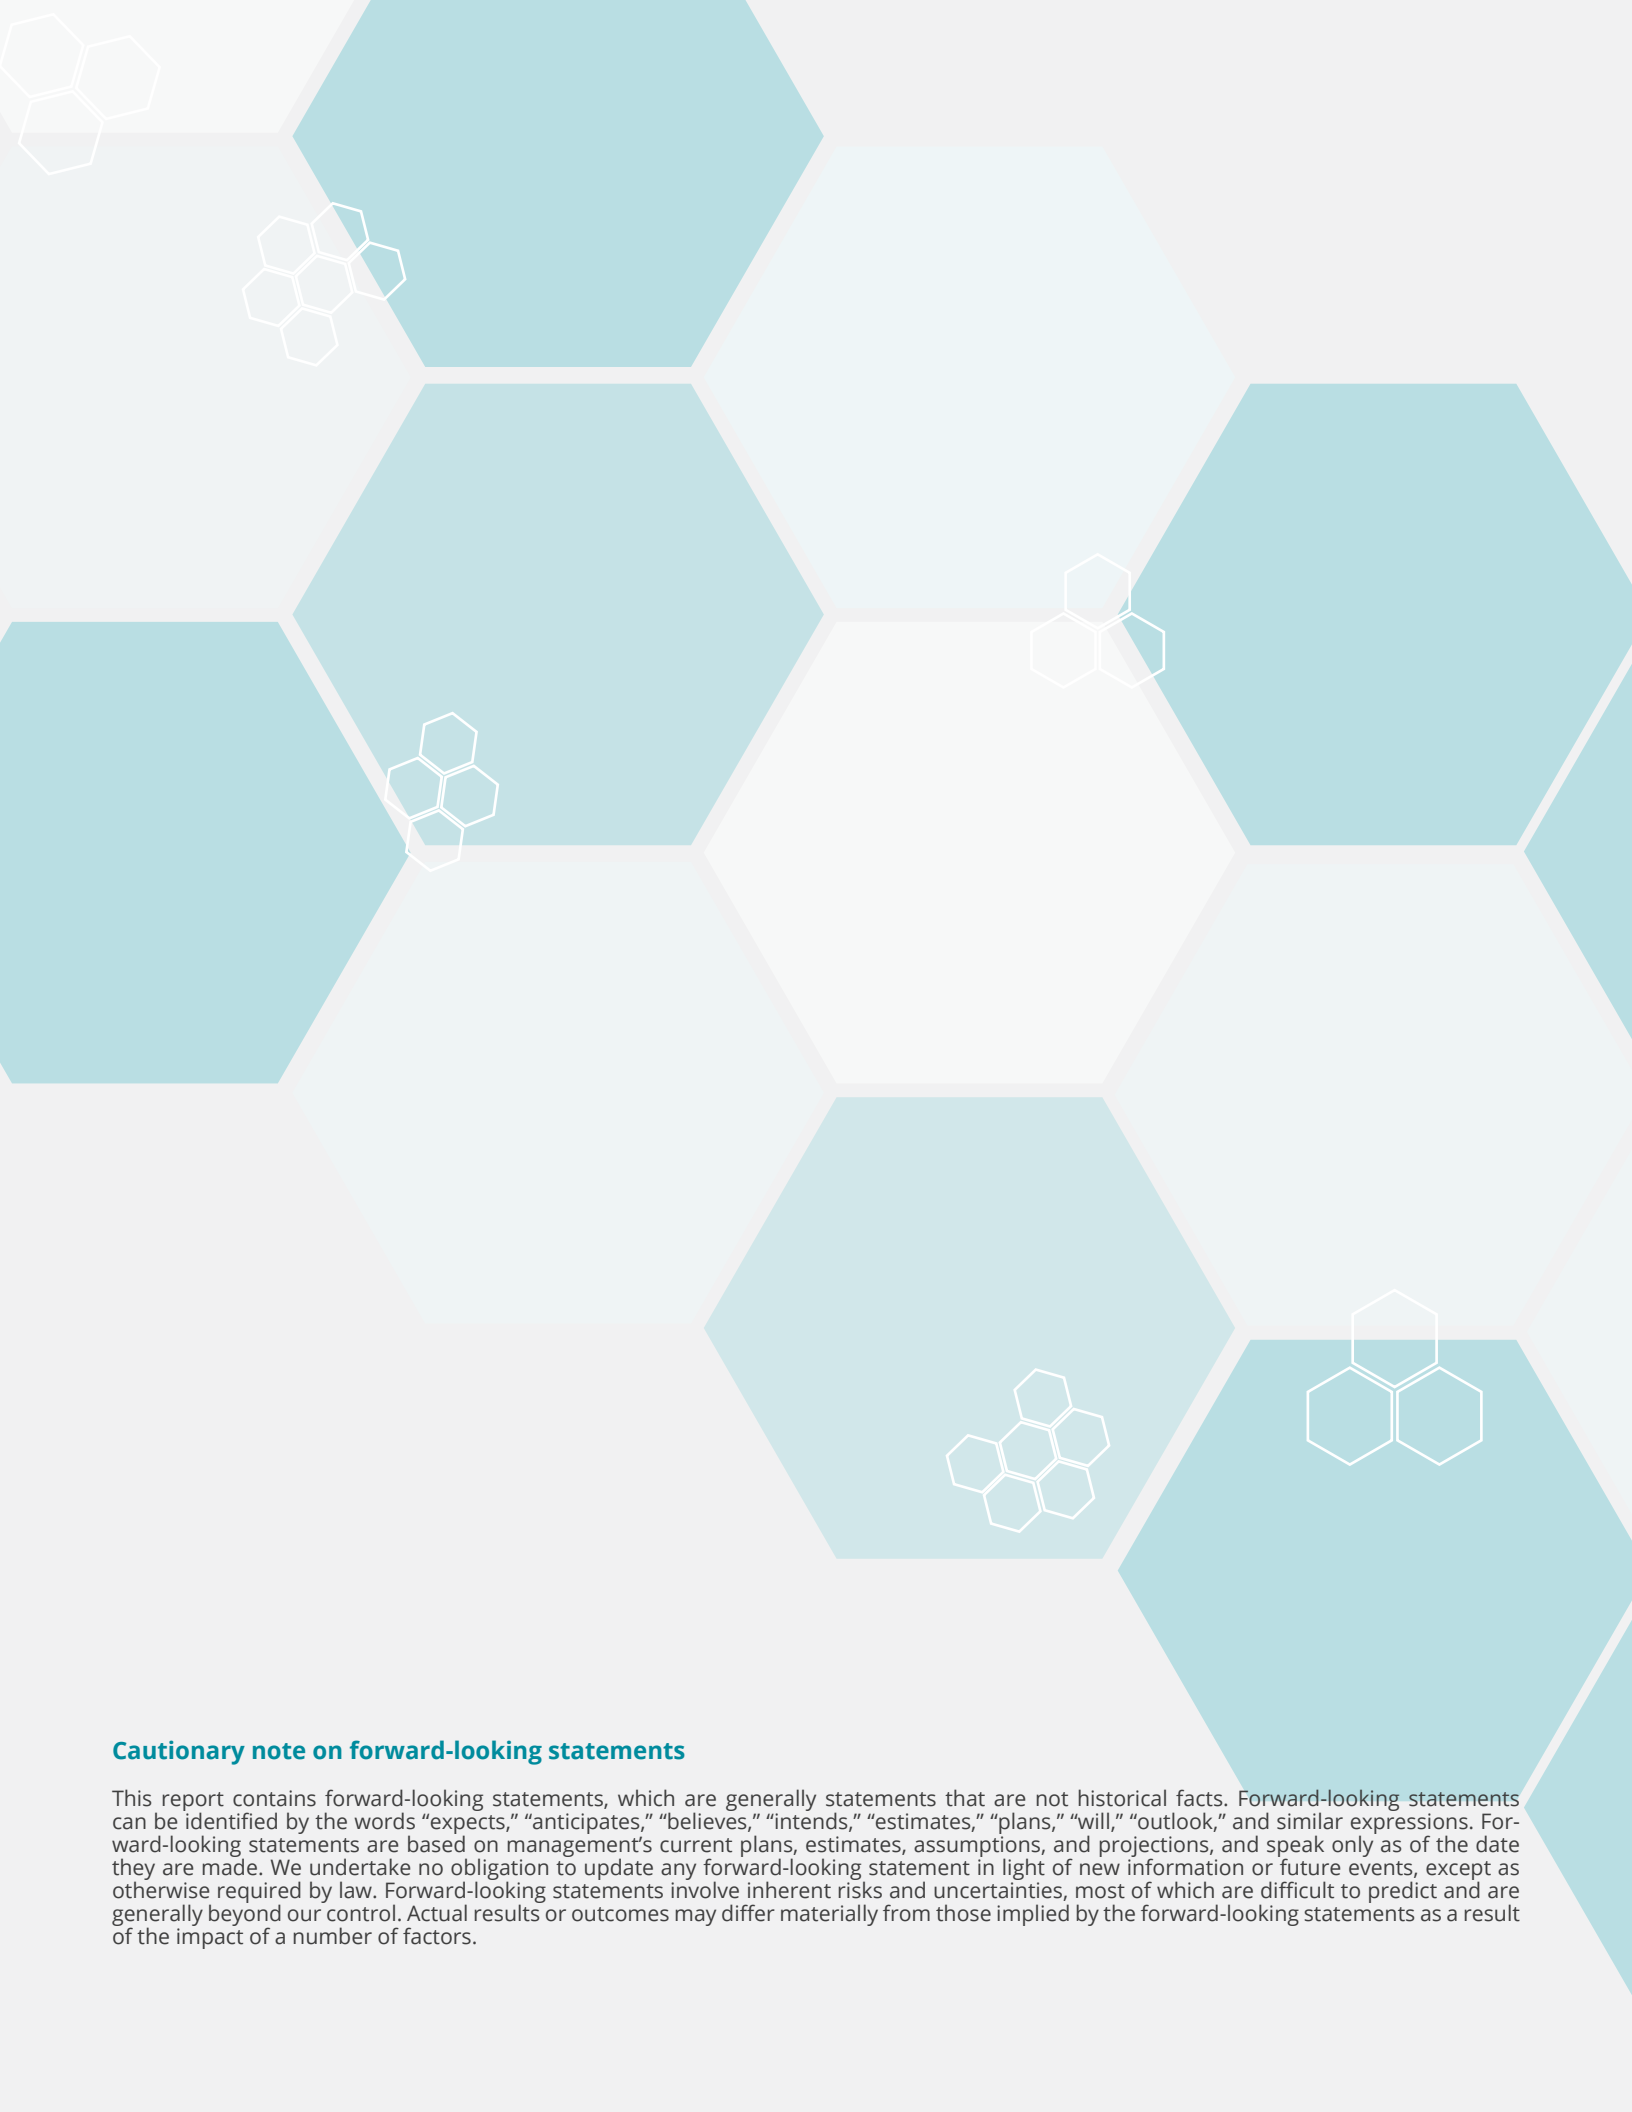 Cautionary note on forward-looking statements
This report contains forward-looking statements, which are generally statements that are not historical facts. Forward-looking statements
can be identified by the words “expects,” “anticipates,” “believes,” “intends,” “estimates,” “plans,” “will,” “outlook,” and similar expressions. For-
ward-looking statements are based on management’s current plans, estimates, assumptions, and projections, and speak only as of the date
they are made. We undertake no obligation to update any forward-looking statement in light of new information or future events, except as
otherwise required by law. Forward-looking statements involve inherent risks and uncertainties, most of which are difficult to predict and are
generally beyond our control. Actual results or outcomes may differ materially from those implied by the forward-looking statements as a result
of the impact of a number of factors.